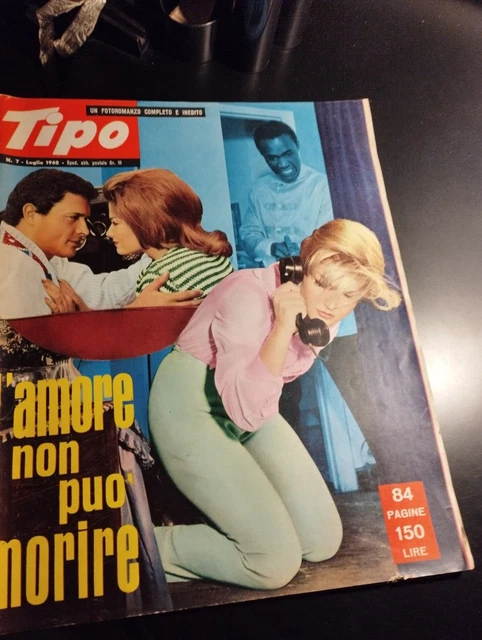 UN FOTOROMANZO COMPLETO E INEDITO
Tipo
N. 7 - Luglio 1968 - Sped. abb. postale Gr. III
l'amore
non
puo'
morire
84
PAGINE
150
LIRE